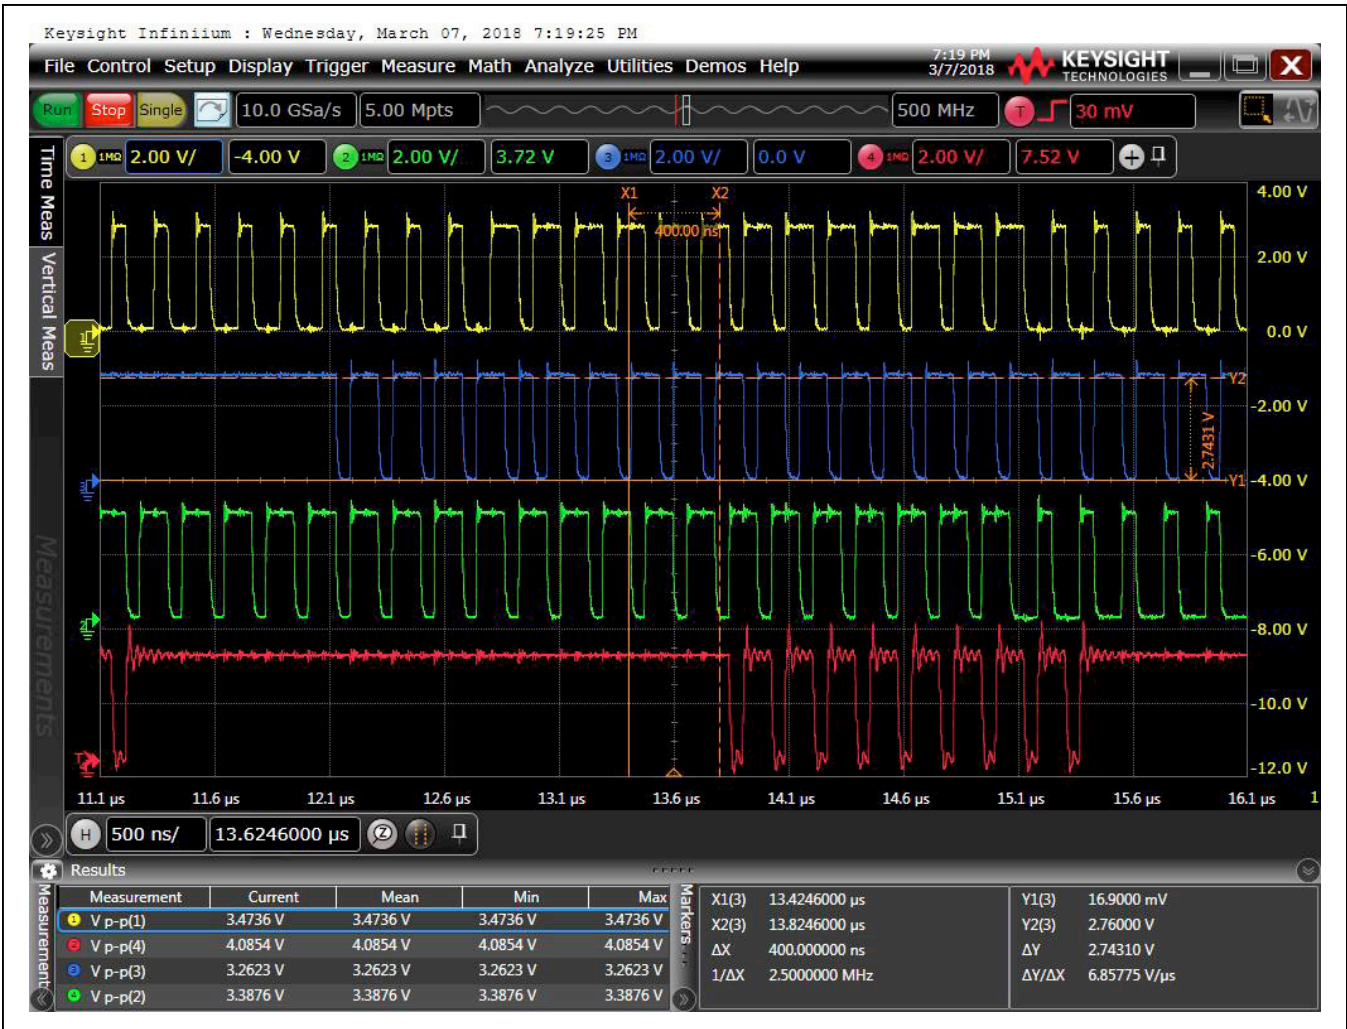 Keysight Infiniium : Wednesday, March 07, 2018 7:19:25 PM
File Control Setup Display Trigger Measure Math Analyze Utilities Demos Help
7:19 PM
3/7/2018
KEYSIGHT
TECHNOLOGIES
X
Run Stop Single 10.0 GSa/s 5.00 Mpts 500 MHz T 30 mV
1 1MΩ 2.00 V/ -4.00 V 2 1MΩ 2.00 V/ 3.72 V 3 1MΩ 2.00 V/ 0.0 V 4 1MΩ 2.00 V/ 7.52 V +
Time Meas
Vertical Meas
Measurements
X1 X2
400.00 ns
4.00 V
2.00 V
0.0 V
Y2
-2.00 V
2.7431 V
Y1
-4.00 V
-6.00 V
-8.00 V
-10.0 V
-12.0 V
1
3
2
T
11.1 µs 11.6 µs 12.1 µs 12.6 µs 13.1 µs 13.6 µs 14.1 µs 14.6 µs 15.1 µs 15.6 µs 16.1 µs 1
H 500 ns/ 13.6246000 µs Z
Results
Measurement
Measurement Current Mean Min Max
1 V p-p(1) 3.4736 V 3.4736 V 3.4736 V 3.4736 V
V p-p(4) 4.0854 V 4.0854 V 4.0854 V 4.0854 V
3 V p-p(3) 3.2623 V 3.2623 V 3.2623 V 3.2623 V
V p-p(2) 3.3876 V 3.3876 V 3.3876 V 3.3876 V
Markers...
X1(3) 13.4246000 µs
X2(3) 13.8246000 µs
ΔX 400.000000 ns
1/ΔX 2.5000000 MHz
Y1(3) 16.9000 mV
Y2(3) 2.76000 V
ΔY 2.74310 V
ΔY/ΔX 6.85775 V/µs